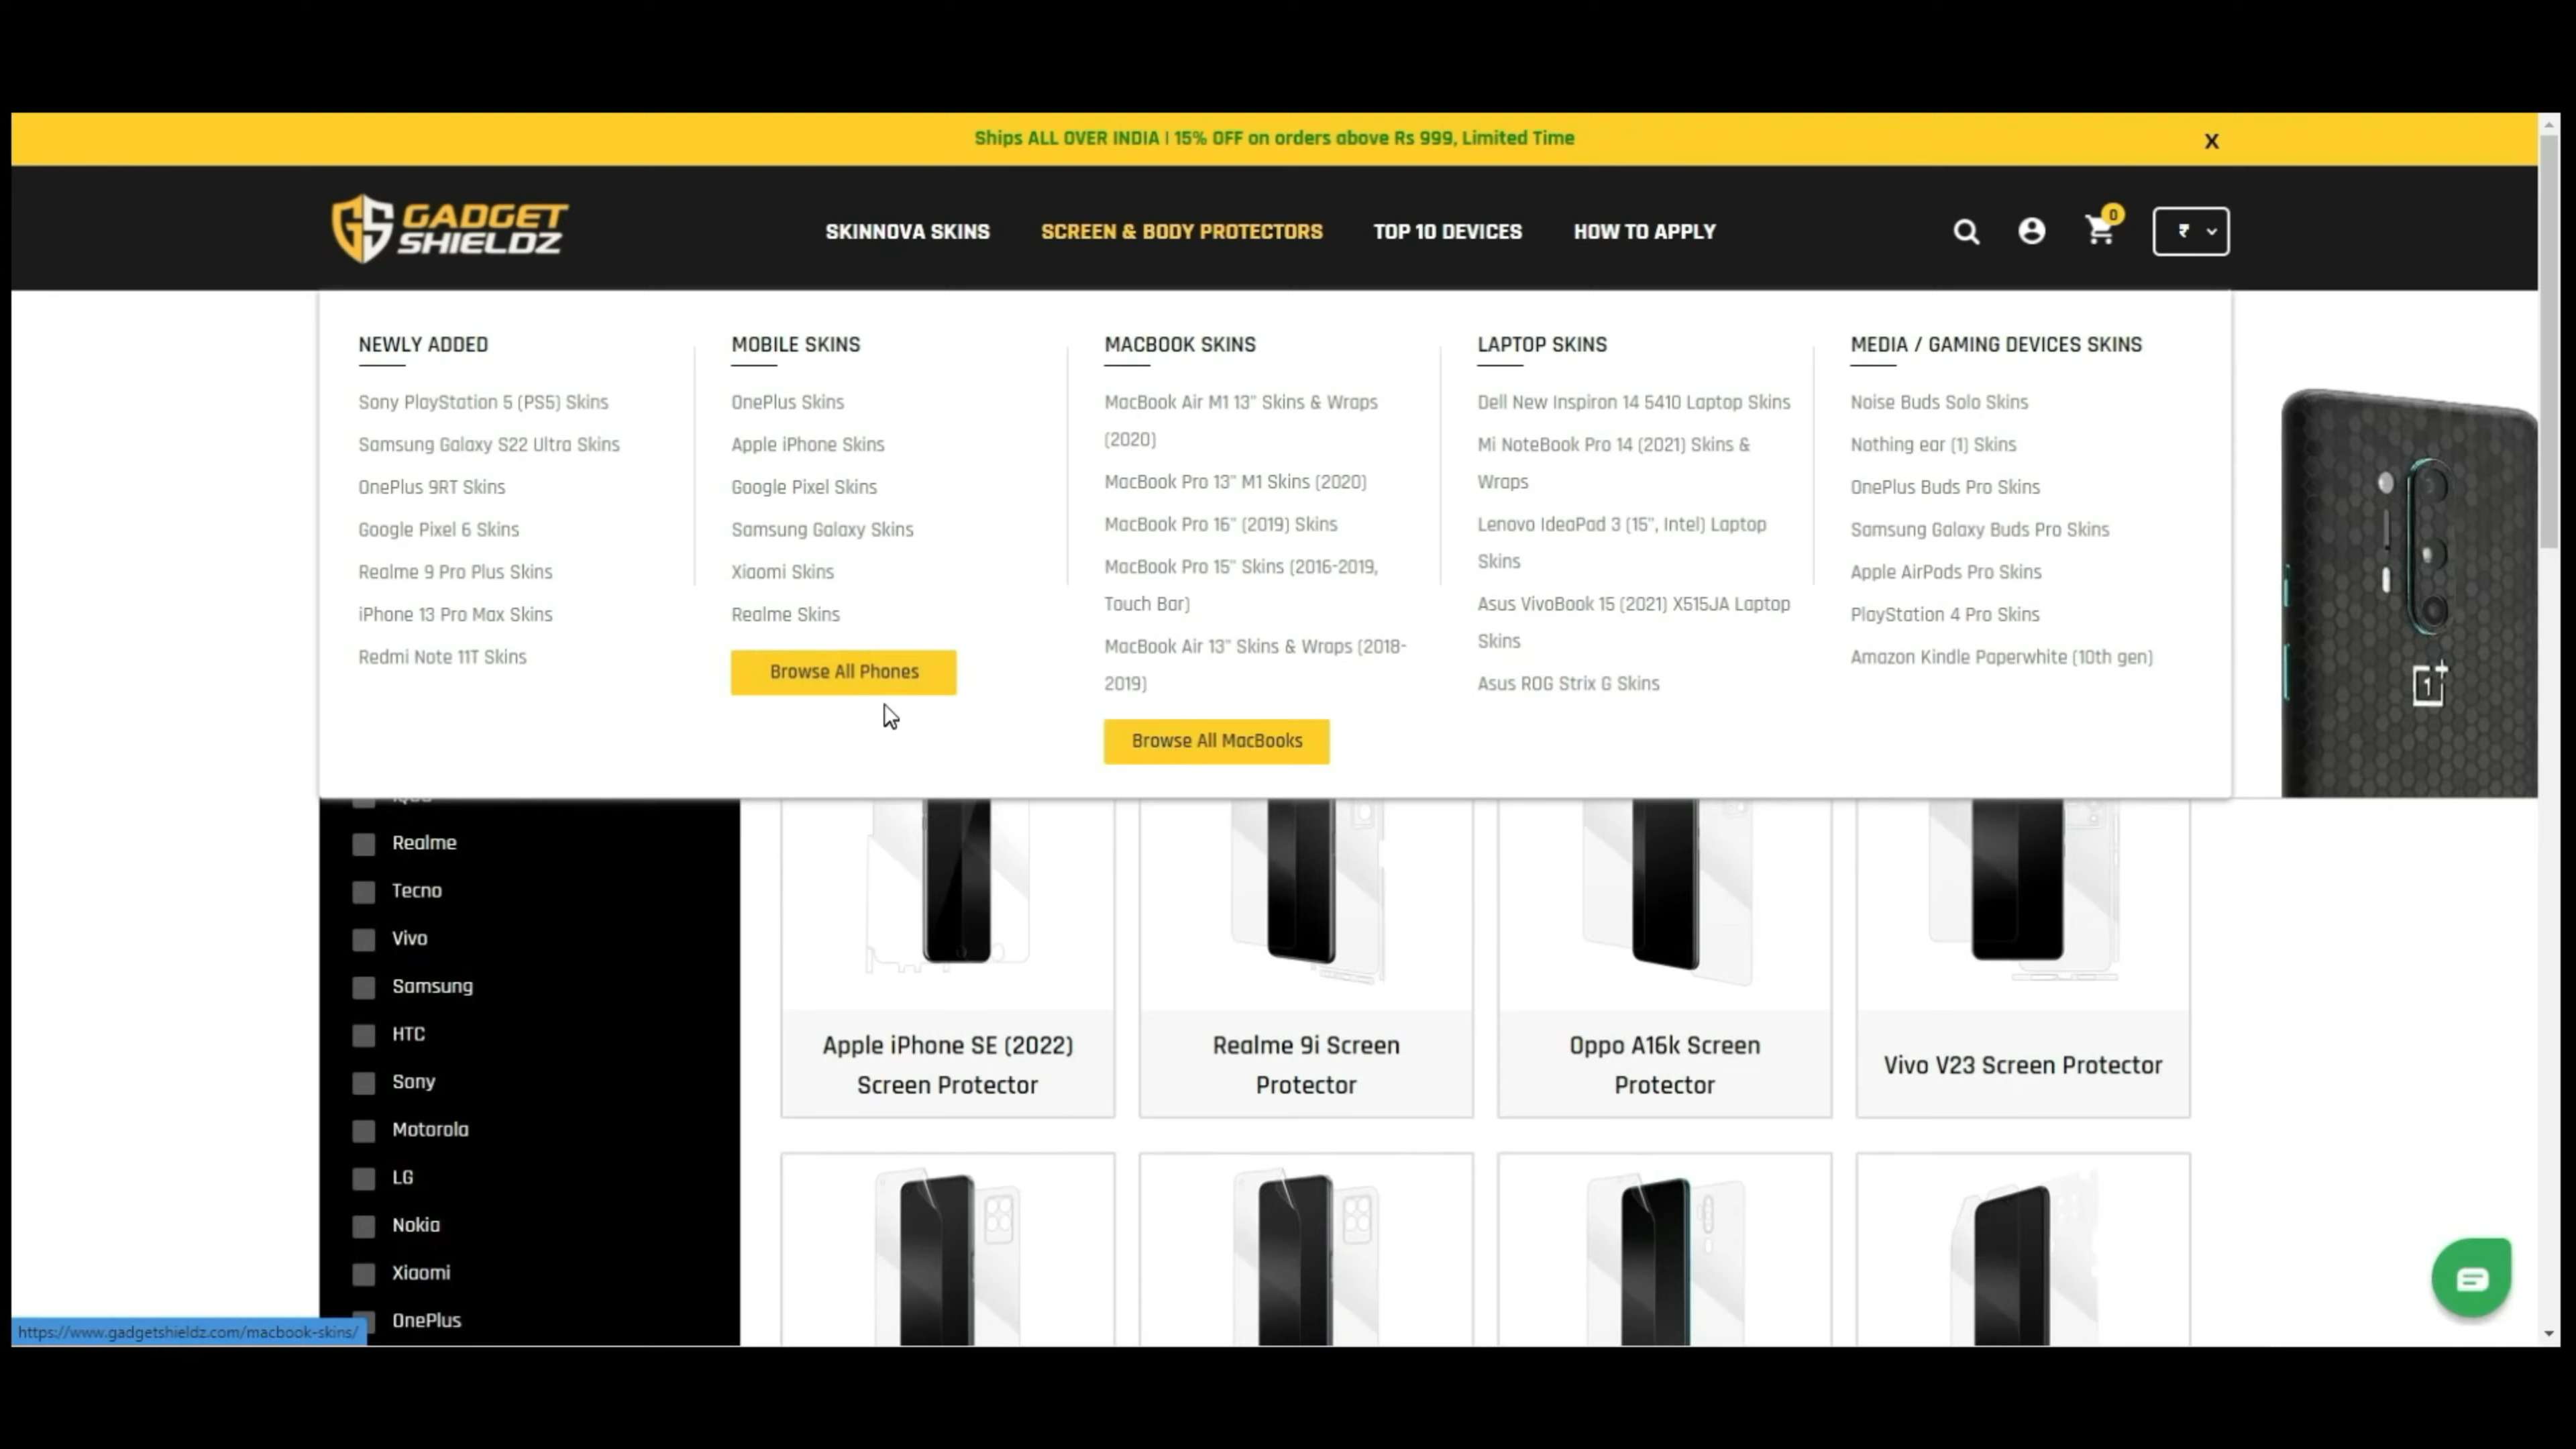 Ships ALL OVER INDIA | 15% OFF on orders above Rs 999, Limited Time
X
GADGET
SHIELDZ
SKINNOVA SKINS
SCREEN & BODY PROTECTORS
TOP 10 DEVICES
HOW TO APPLY
0
₹
NEWLY ADDED
Sony PlayStation 5 (PS5) Skins
Samsung Galaxy S22 Ultra Skins
OnePlus 9RT Skins
Google Pixel 6 Skins
Realme 9 Pro Plus Skins
iPhone 13 Pro Max Skins
Redmi Note 11T Skins
MOBILE SKINS
OnePlus Skins
Apple iPhone Skins
Google Pixel Skins
Samsung Galaxy Skins
Xiaomi Skins
Realme Skins
Browse All Phones
MACBOOK SKINS
MacBook Air M1 13" Skins & Wraps
(2020)
MacBook Pro 13" M1 Skins (2020)
MacBook Pro 16" (2019) Skins
MacBook Pro 15" Skins (2016-2019,
Touch Bar)
MacBook Air 13" Skins & Wraps (2018-
2019)
Browse All MacBooks
LAPTOP SKINS
Dell New Inspiron 14 5410 Laptop Skins
Mi NoteBook Pro 14 (2021) Skins &
Wraps
Lenovo IdeaPad 3 (15", Intel) Laptop
Skins
Asus VivoBook 15 (2021) X515JA Laptop
Skins
Asus ROG Strix G Skins
MEDIA / GAMING DEVICES SKINS
Noise Buds Solo Skins
Nothing ear (1) Skins
OnePlus Buds Pro Skins
Samsung Galaxy Buds Pro Skins
Apple AirPods Pro Skins
PlayStation 4 Pro Skins
Amazon Kindle Paperwhite (10th gen)
Realme
Tecno
Vivo
Samsung
HTC
Sony
Motorola
LG
Nokia
Xiaomi
OnePlus
Apple iPhone SE (2022)
Screen Protector
Realme 9i Screen
Protector
Oppo A16k Screen
Protector
Vivo V23 Screen Protector
https://www.gadgetshieldz.com/macbook-skins/